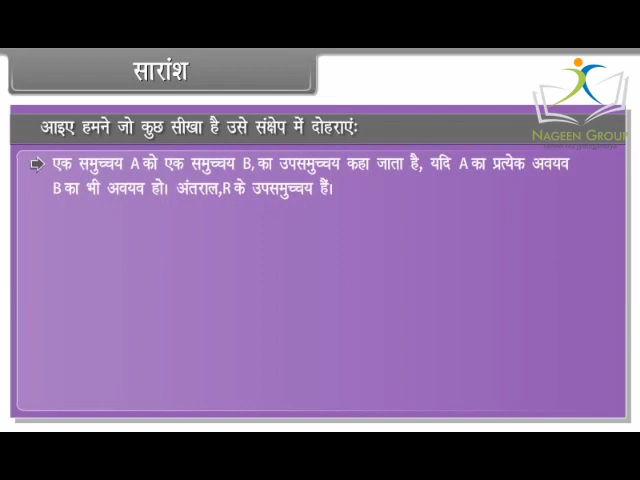 सारांश
NAGEEN GROUP
आइए हमने जो कुछ सीखा है उसे संक्षेप में दोहराएं:
एक समुच्चय A को एक समुच्चय B, का उपसमुच्चय कहा जाता है, यदि A का प्रत्येक अवयव
B का भी अवयव हो। अंतराल,R के उपसमुच्चय हैं।